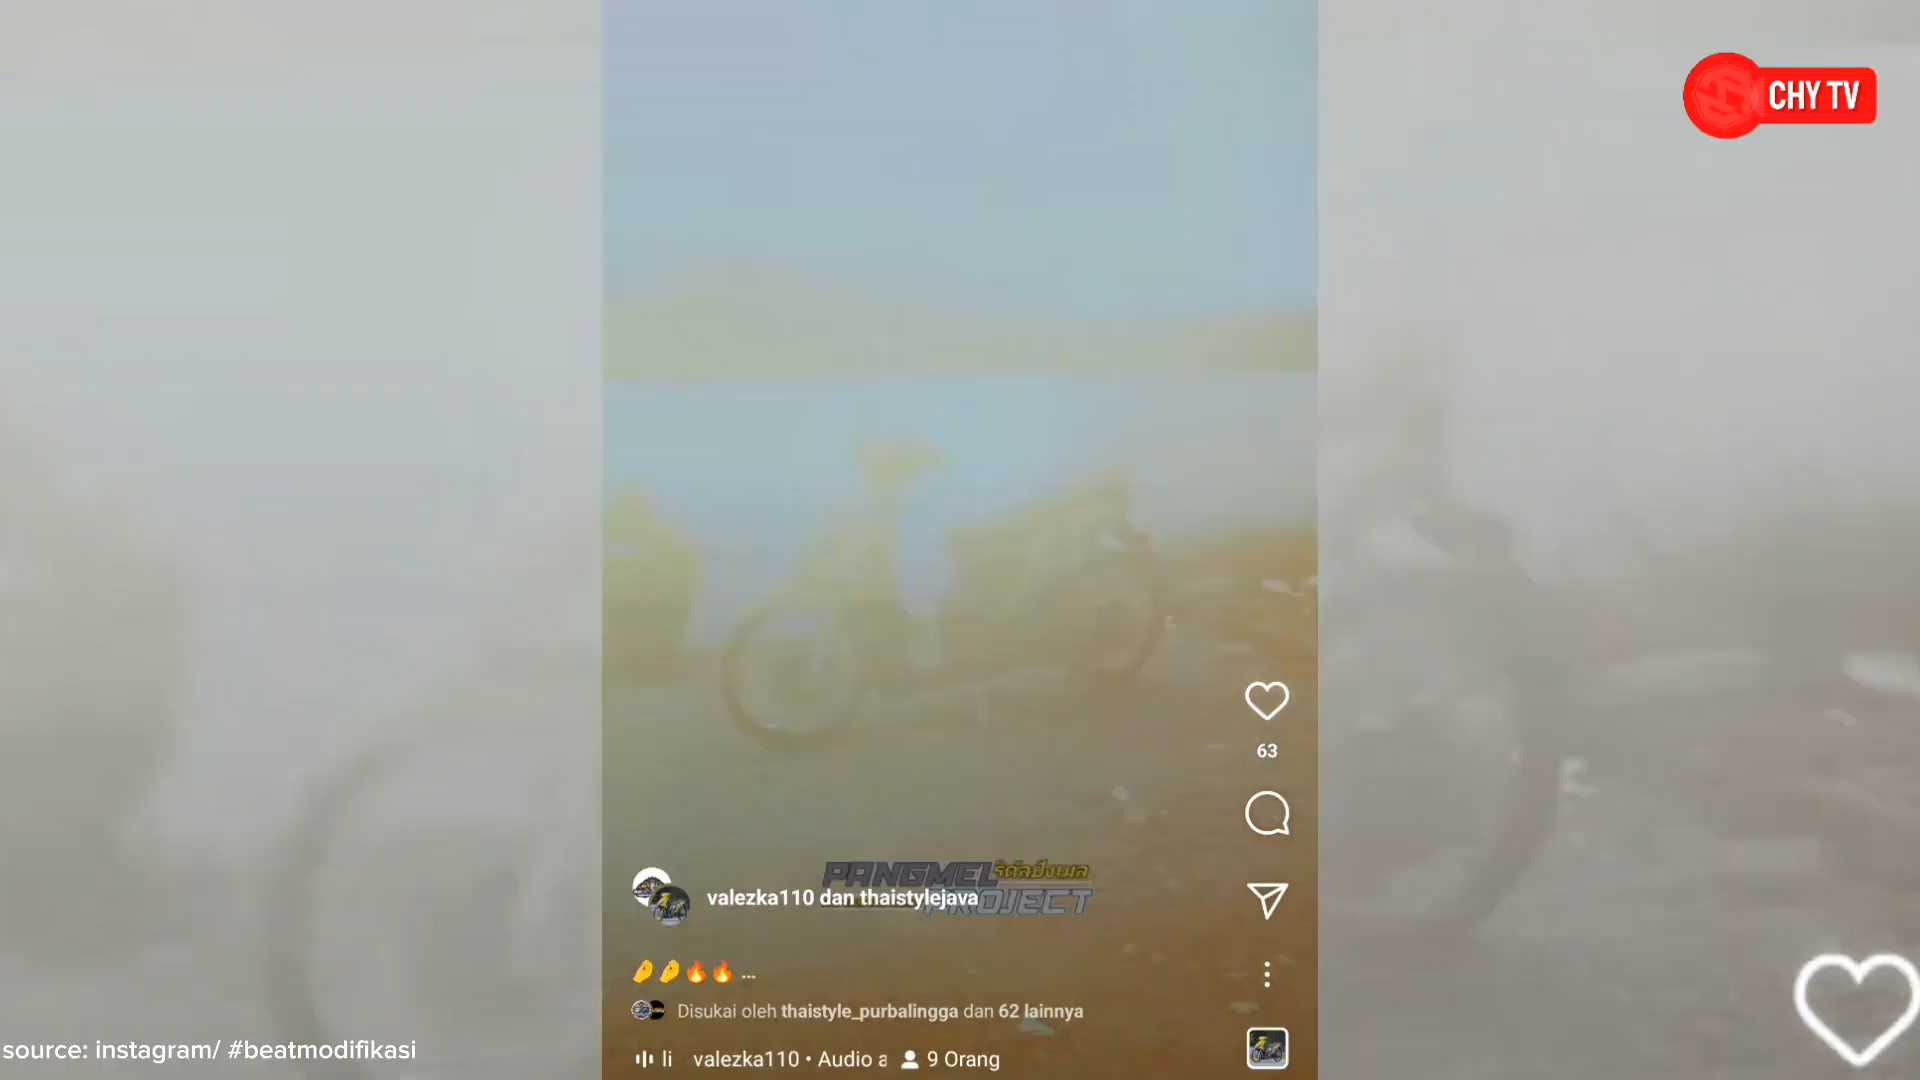 CHY TV
63
PANGMEL
PROJECT
valezka110 dan thaistylejava
🔥🔥 ...
Disukai oleh thaistyle_purbalingga dan 62 lainnya
li valezka110 • Audio a 9 Orang
source: instagram/ #beatmodifikasi